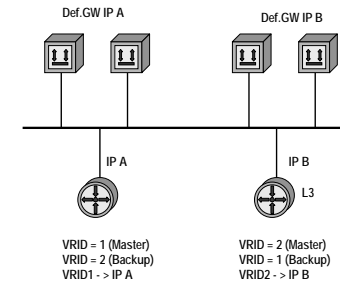 Def.GW IP A
Def.GW IP B
IP A
IP B
L3
VRID = 1 (Master)
VRID = 2 (Backup)
VRID1 - > IP A
VRID = 2 (Master)
VRID = 1 (Backup)
VRID2 - > IP B